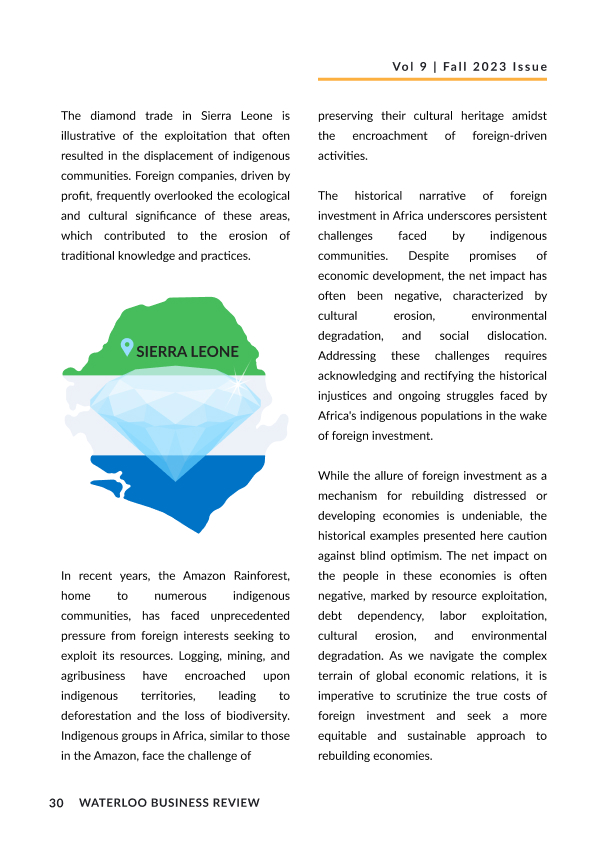 Vol 9 | Fall 2023 Issue
The diamond trade in Sierra Leone is
illustrative of the exploitation that often
resulted in the displacement of indigenous
communities. Foreign companies, driven by
profit, frequently overlooked the ecological
and cultural significance of these areas,
which contributed to the erosion of
traditional knowledge and practices.
SIERRA LEONE
In recent years, the Amazon Rainforest,
home to numerous indigenous
communities, has faced unprecedented
pressure from foreign interests seeking to
exploit its resources. Logging, mining, and
agribusiness have encroached upon
indigenous territories, leading to
deforestation and the loss of biodiversity.
Indigenous groups in Africa, similar to those
in the Amazon, face the challenge of
preserving their cultural heritage amidst
the encroachment of foreign-driven
activities.
The historical narrative of foreign
investment in Africa underscores persistent
challenges faced by indigenous
communities. Despite promises of
economic development, the net impact has
often been negative, characterized by
cultural erosion, environmental
degradation, and social dislocation.
Addressing these challenges requires
acknowledging and rectifying the historical
injustices and ongoing struggles faced by
Africa's indigenous populations in the wake
of foreign investment.
While the allure of foreign investment as a
mechanism for rebuilding distressed or
developing economies is undeniable, the
historical examples presented here caution
against blind optimism. The net impact on
the people in these economies is often
negative, marked by resource exploitation,
debt dependency, labor exploitation,
cultural erosion, and environmental
degradation. As we navigate the complex
terrain of global economic relations, it is
imperative to scrutinize the true costs of
foreign investment and seek a more
equitable and sustainable approach to
rebuilding economies.
30 WATERLOO BUSINESS REVIEW